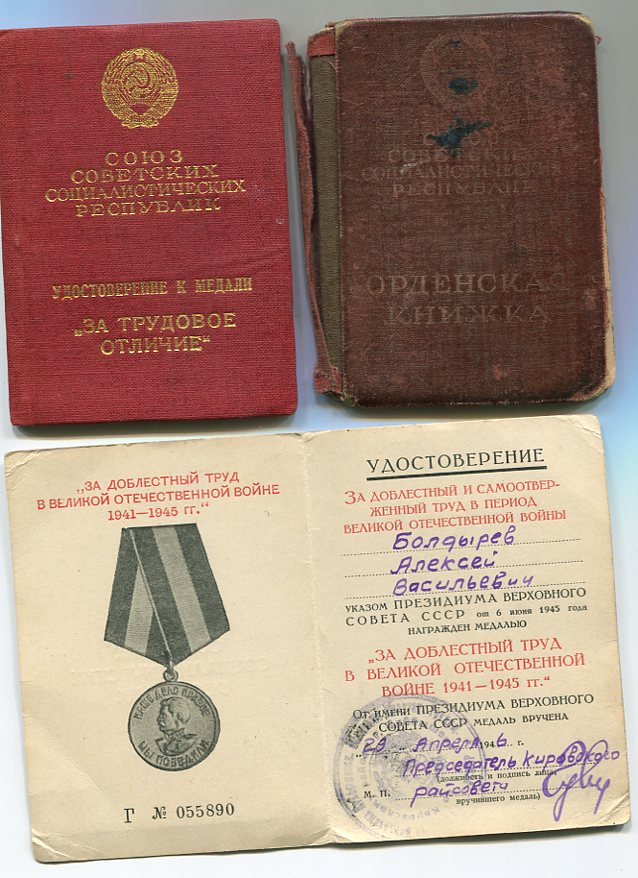 СОЮЗ
СОВЕТСКИХ
СОЦИАЛИСТИЧЕСКИХ
РЕСПУБЛИК
УДОСТОВЕРЕНИЕ К МЕДАЛИ
„ЗА ТРУДОВОЕ
ОТЛИЧИЕ“
СОЮЗ
СОВЕТСКИХ
СОЦИАЛИСТИЧЕСКИХ
РЕСПУБЛИК
ОРДЕНСКАЯ
КНИЖКА
„ЗА ДОБЛЕСТНЫЙ ТРУД
В ВЕЛИКОЙ ОТЕЧЕСТВЕННОЙ ВОЙНЕ
1941—1945 гг.“
НАШЕ ДЕЛО ПРАВОЕ
МЫ ПОБЕДИЛИ
Г № 055890
УДОСТОВЕРЕНИЕ
ЗА ДОБЛЕСТНЫЙ И САМООТВЕР-
ЖЕННЫЙ ТРУД В ПЕРИОД
ВЕЛИКОЙ ОТЕЧЕСТВЕННОЙ ВОЙНЫ
Болдырев
Алексей
Васильевич
УКАЗОМ ПРЕЗИДИУМА ВЕРХОВНОГО
СОВЕТА СССР от 6 июня 1945 года
НАГРАЖДЕН МЕДАЛЬЮ
„ЗА ДОБЛЕСТНЫЙ ТРУД
В ВЕЛИКОЙ ОТЕЧЕСТВЕННОЙ
ВОЙНЕ 1941—1945 гг.“
От имени ПРЕЗИДИУМА ВЕРХОВНОГО
СОВЕТА СССР МЕДАЛЬ ВРУЧЕНА
29 Апреля 1946 г.
Председатель Кировского
(должность и подпись лица,
М. П. райсовета
вручившего медаль)